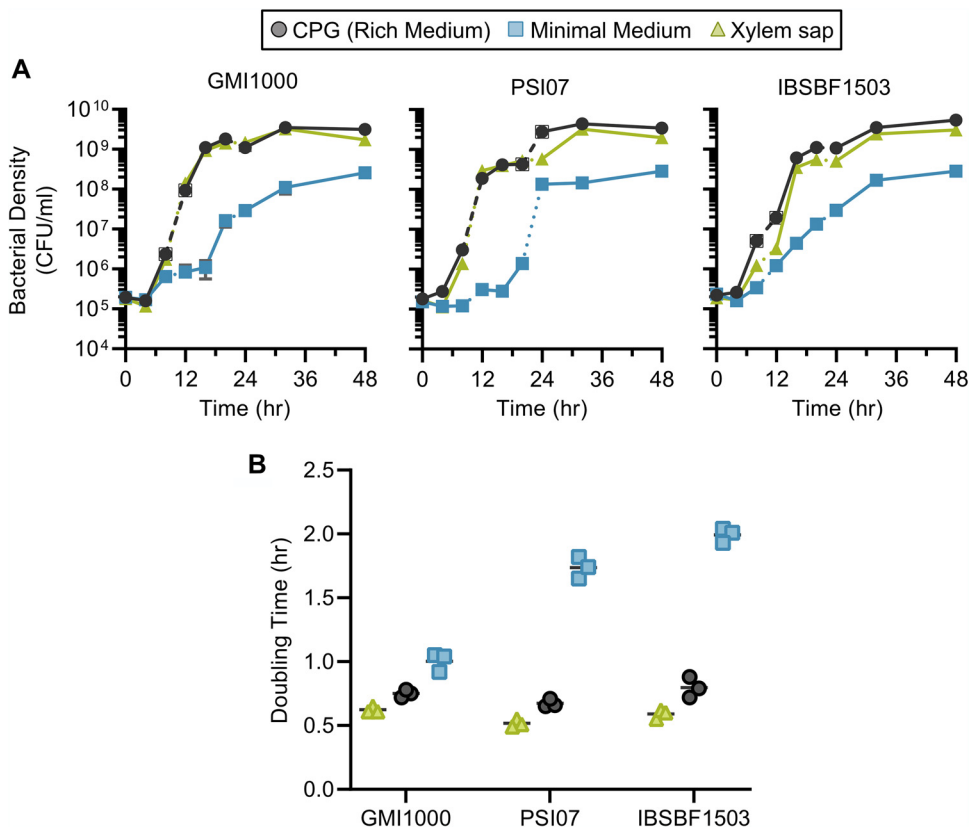 CPG (Rich Medium) Minimal Medium Xylem sap
A
GMI1000 PSI07 IBSBF1503
Bacterial Density
(CFU/ml)
10^10
10^9
10^8
10^7
10^6
10^5
10^4
0 12 24 36 48 0 12 24 36 48 0 12 24 36 48
Time (hr) Time (hr) Time (hr)
B
Doubling Time (hr)
2.5
2.0
1.5
1.0
0.5
0.0
GMI1000 PSI07 IBSBF1503